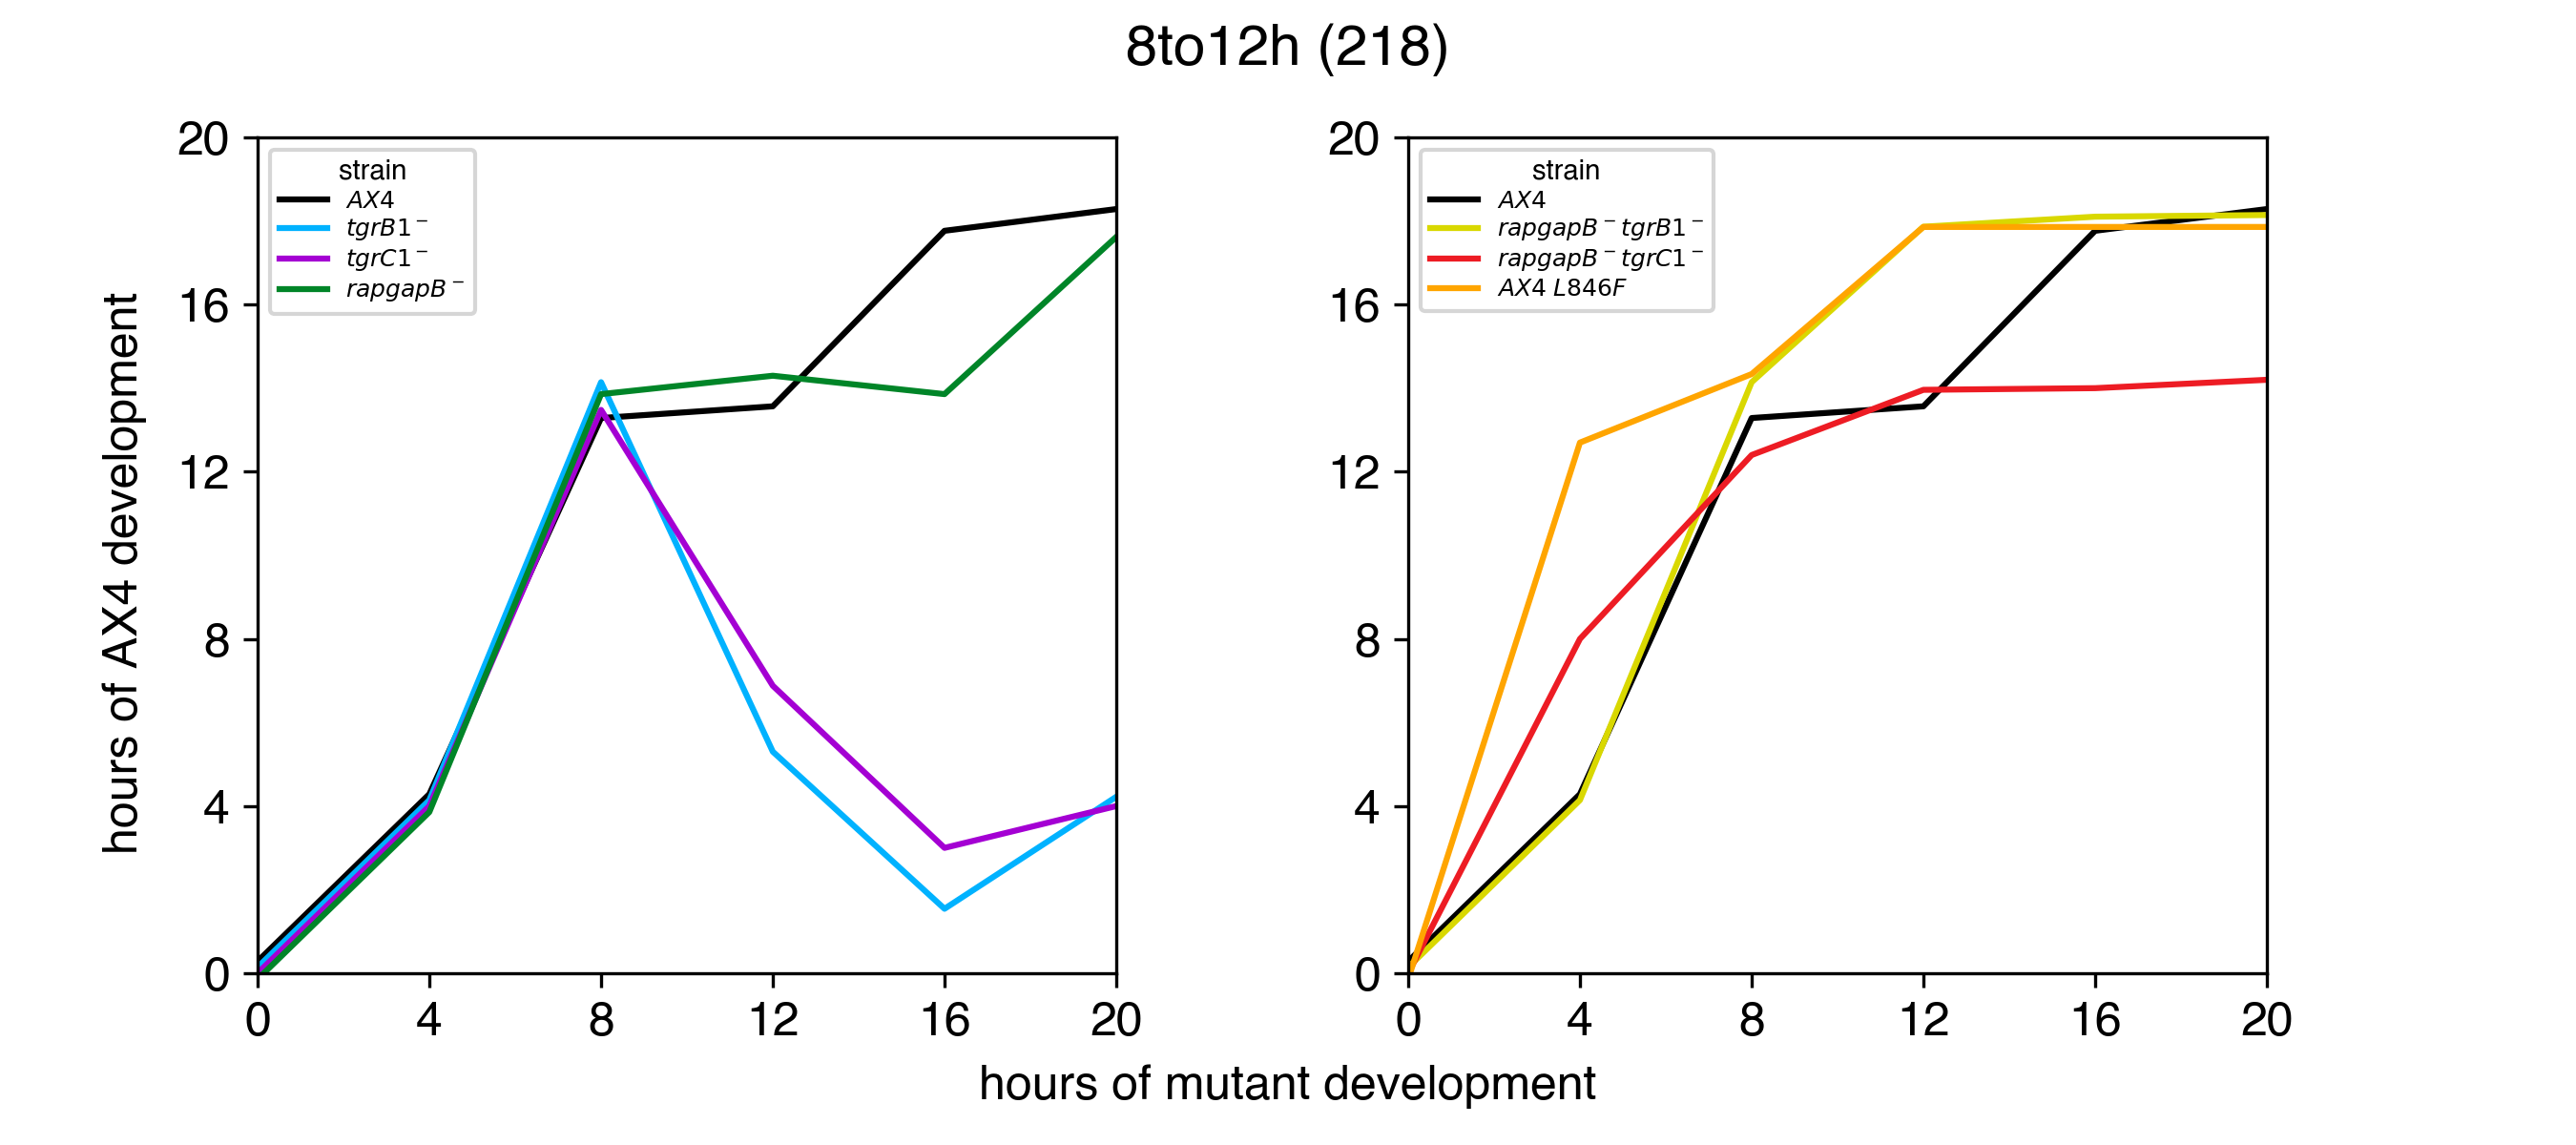 8to12h (218)
hours of AX4 development
20
16
12
8
4
0
strain
AX4
tgrB1⁻
tgrC1⁻
rapgapB⁻
0 4 8 12 16 20
20
16
12
8
4
0
strain
AX4
rapgapB⁻tgrB1⁻
rapgapB⁻tgrC1⁻
AX4 L846F
0 4 8 12 16 20
hours of mutant development